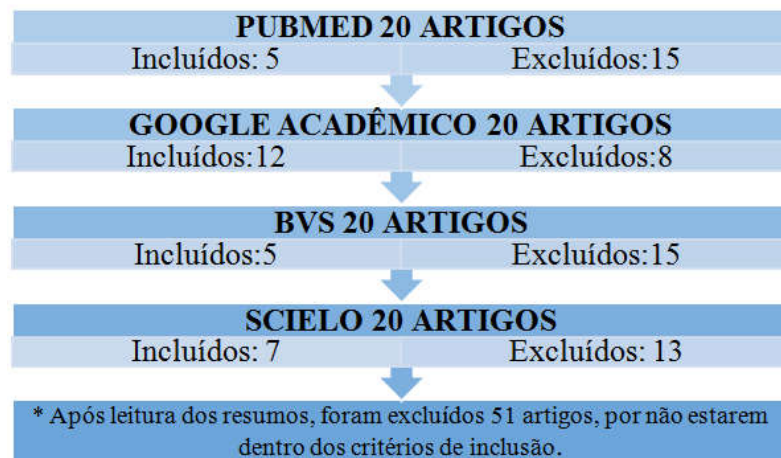 PUBMED 20 ARTIGOS
Incluídos: 5 Excluídos:15
GOOGLE ACADÊMICO 20 ARTIGOS
Incluídos:12 Excluídos:8
BVS 20 ARTIGOS
Incluídos:5 Excluídos:15
SCIELO 20 ARTIGOS
Incluídos: 7 Excluídos: 13
* Após leitura dos resumos, foram excluídos 51 artigos, por não estarem
dentro dos critérios de inclusão.